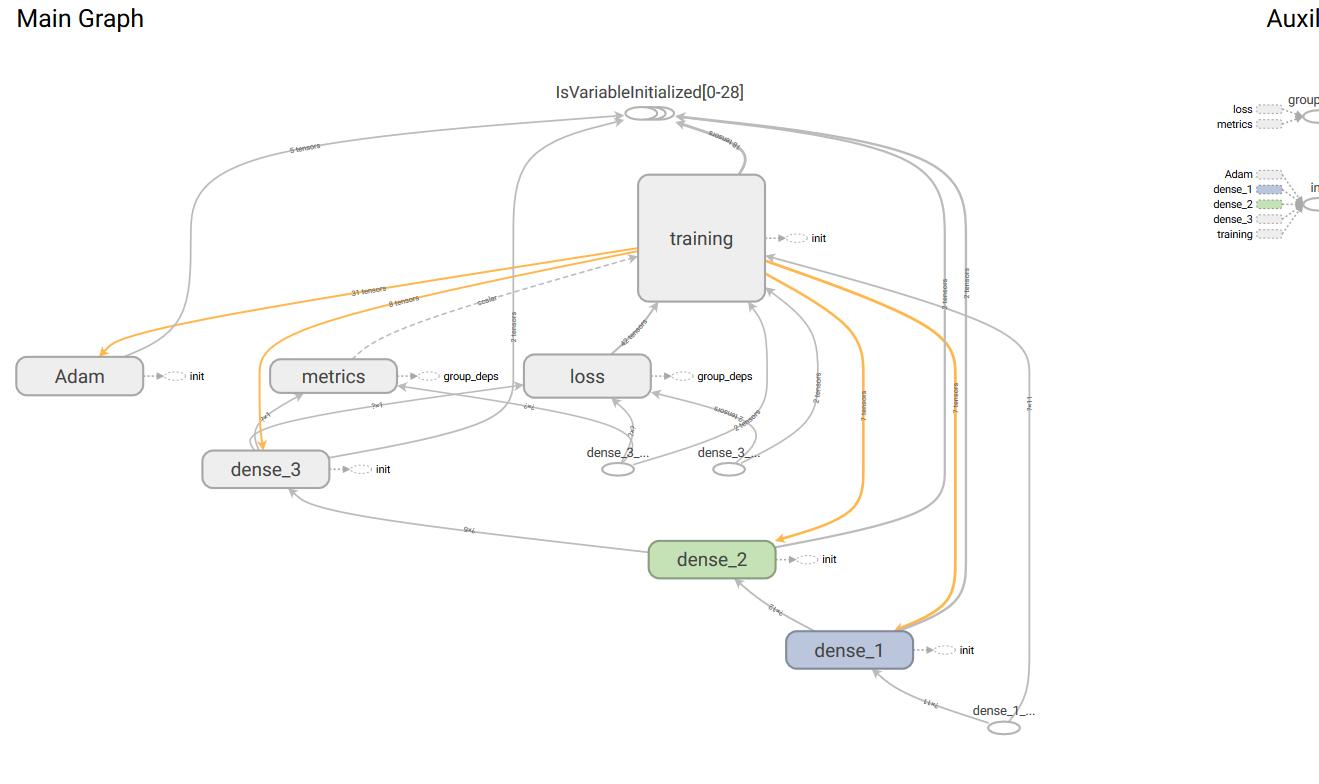 Main Graph
Auxil
IsVariableInitialized[0-28]
loss
group
metrics
5 tensors
18 tensors
Adam
in
dense_1
dense_2
dense_3
training
training
init
31 tensors
8 tensors
scalar
2 tensors
42 tensors
2 tensors
2 tensors
Adam
init
metrics
group_deps
loss
group_deps
?×1
?×1
?×?
?×?
2 tensors
2 tensors
2 tensors
7 tensors
7 tensors
?×11
dense_3_...
dense_3_...
dense_3
init
?×6
dense_2
init
?×12
dense_1
init
?×11
dense_1_...